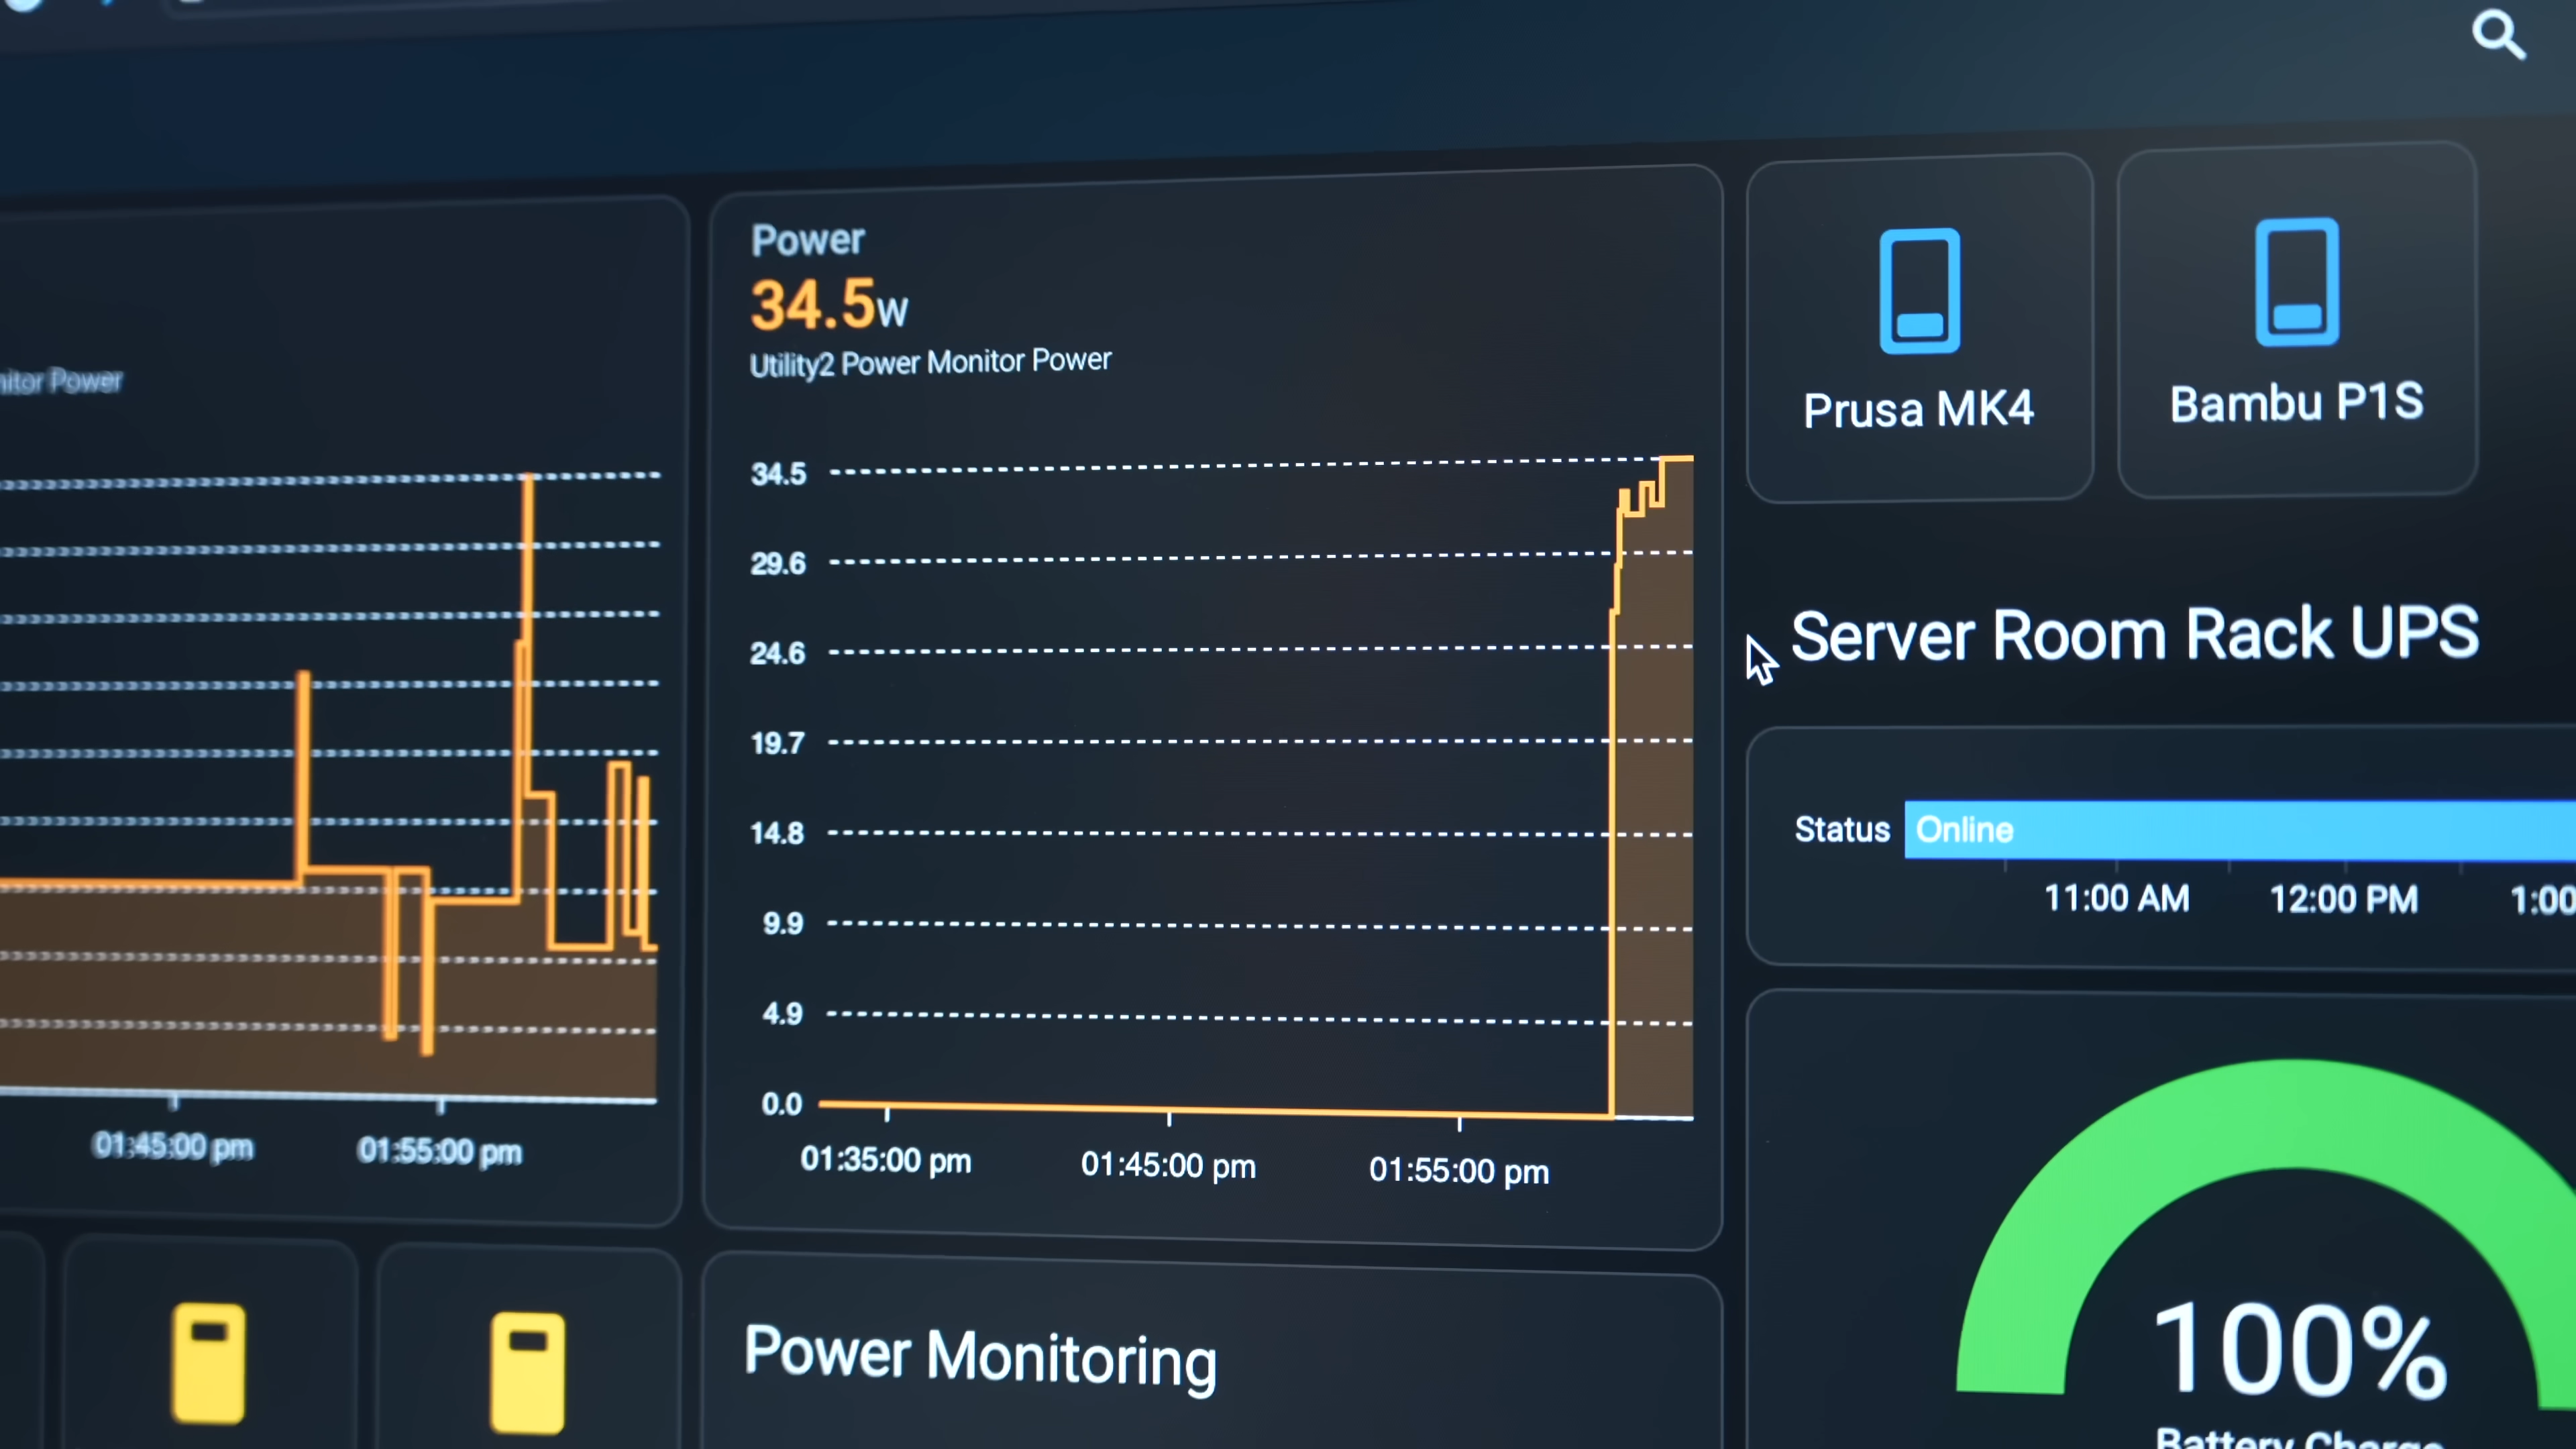 nitor Power
01:45:00 pm
01:55:00 pm
Power
34.5W
Utility2 Power Monitor Power
34.5
29.6
24.6
19.7
14.8
9.9
4.9
0.0
01:35:00 pm
01:45:00 pm
01:55:00 pm
Power Monitoring
Prusa MK4
Bambu P1S
Server Room Rack UPS
Status
Online
11:00 AM
12:00 PM
1:00
100%
Battery Charge